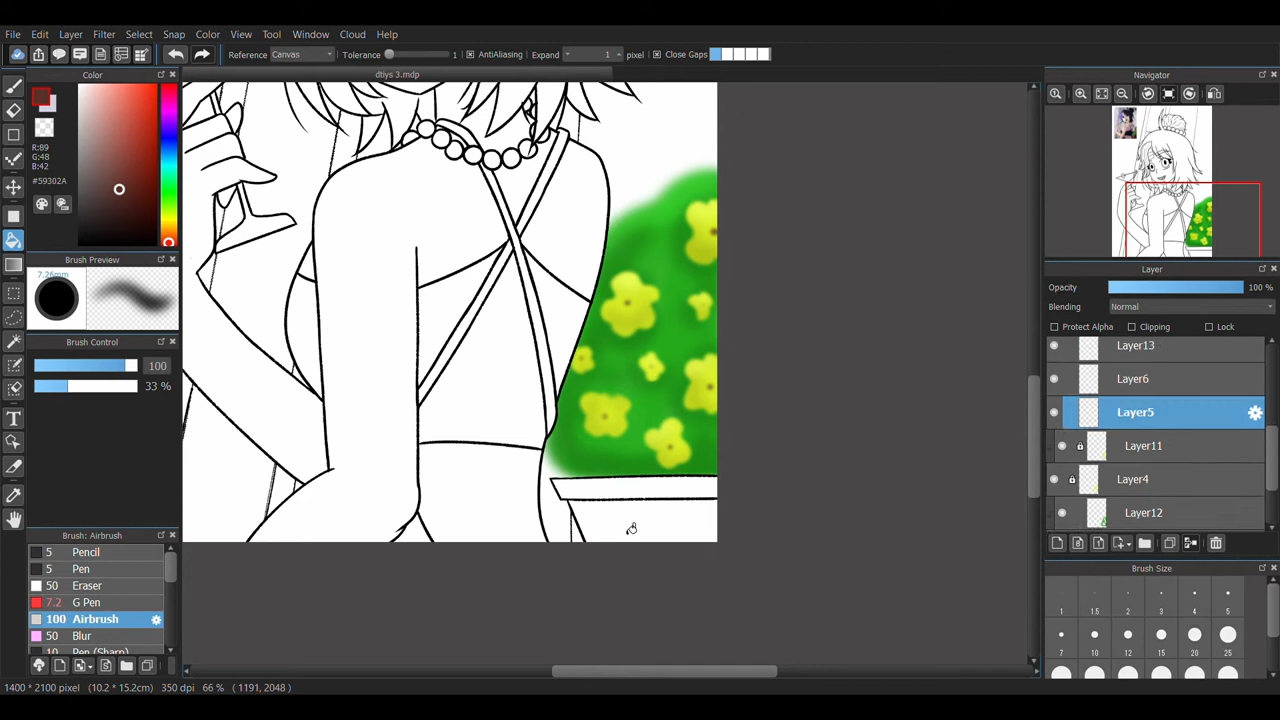 File Edit Layer Filter Select Snap Color View Tool Window Cloud Help
Reference Canvas Tolerance 1 AntiAliasing Expand 1 pixel Close Gaps
Color
dtiys 3.mdp
Navigator
R:89
G:48
B:42
#59302A
Brush Preview
7.26mm
Layer
Opacity 100 %
Blending Normal
Protect Alpha Clipping Lock
Brush Control
100
33 %
Layer13
Layer6
Layer5
Layer11
Layer4
Layer12
Brush: Airbrush
5 Pencil
5 Pen
50 Eraser
7.2 G Pen
100 Airbrush
50 Blur
10 Pen (Sharp)
Brush Size
1 1.5 2 3 4 5
7 10 12 15 20 25
1400 * 2100 pixel (10.2 * 15.2cm) 350 dpi 66 % ( 1191, 2048 )